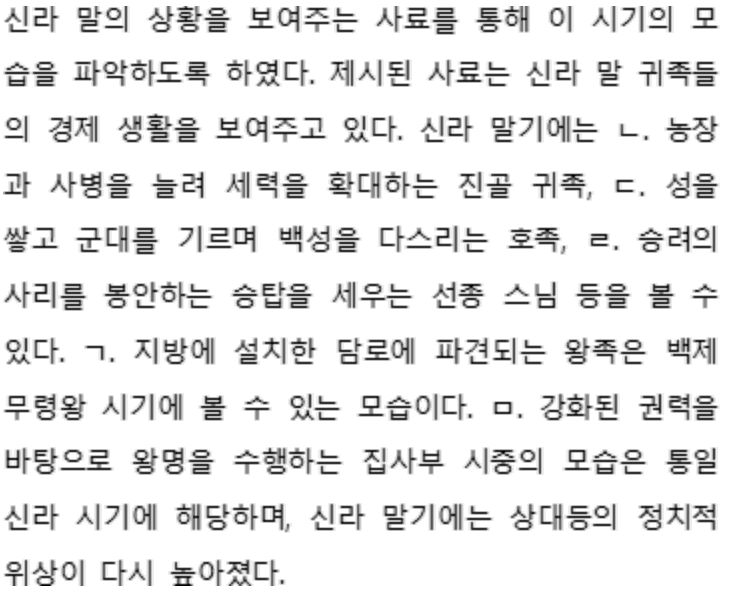 신라 말의 상황을 보여주는 사료를 통해 이 시기의 모
습을 파악하도록 하였다. 제시된 사료는 신라 말 귀족들
의 경제 생활을 보여주고 있다. 신라 말기에는 ㄴ. 농장
과 사병을 늘려 세력을 확대하는 진골 귀족, ㄷ. 성을
쌓고 군대를 기르며 백성을 다스리는 호족, ㄹ. 승려의
사리를 봉안하는 승탑을 세우는 선종 스님 등을 볼 수
있다. ㄱ. 지방에 설치한 담로에 파견되는 왕족은 백제
무령왕 시기에 볼 수 있는 모습이다. ㅁ. 강화된 권력을
바탕으로 왕명을 수행하는 집사부 시중의 모습은 통일
신라 시기에 해당하며, 신라 말기에는 상대등의 정치적
위상이 다시 높아졌다.